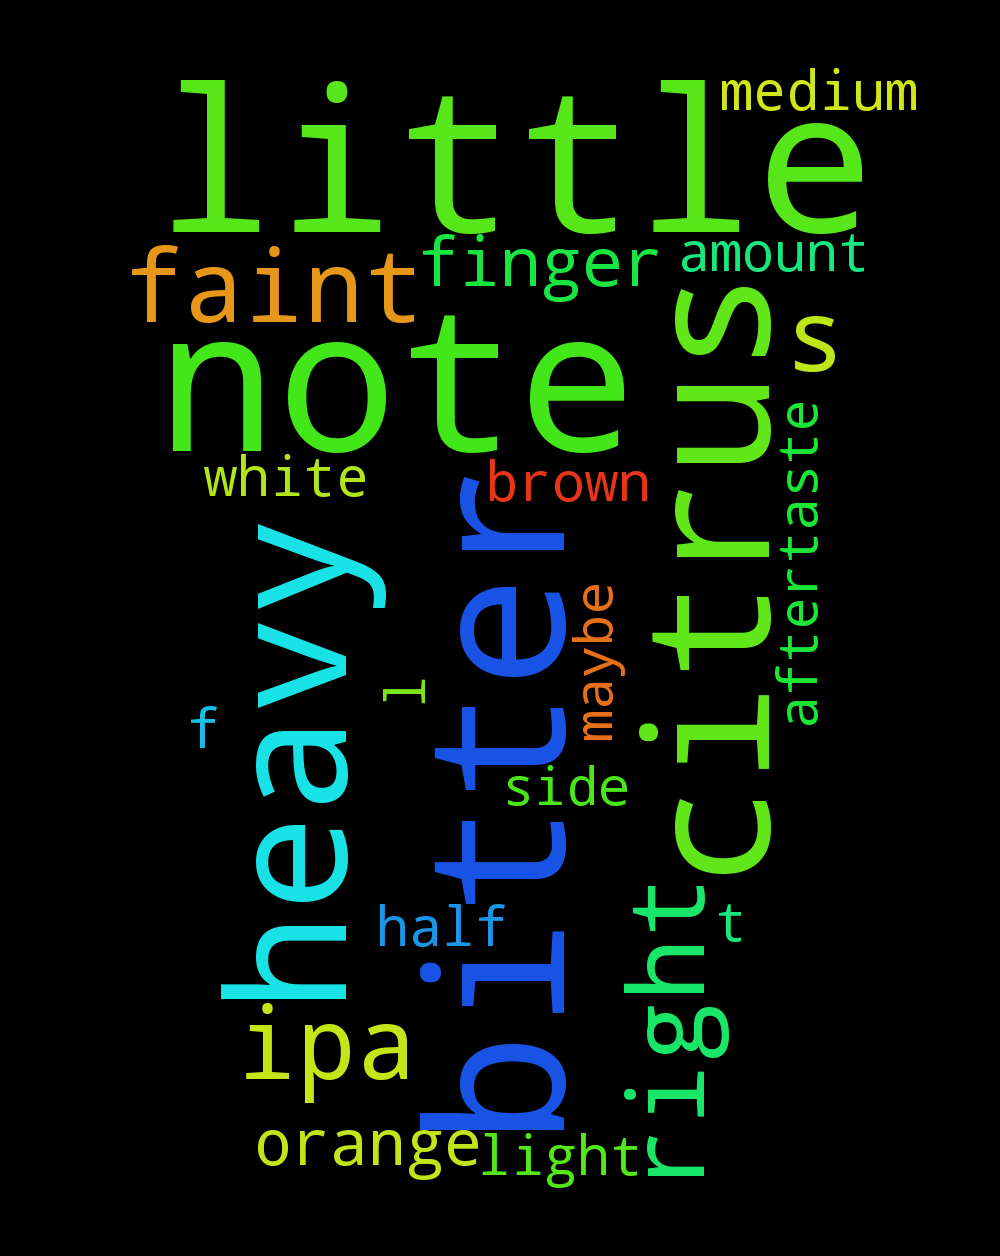 little
medium
faint
finger
amount
note
citrus
s
white
brown
aftertaste
heavy
bitter
maybe
l
f
side
half
right
t
ipa
orange
light